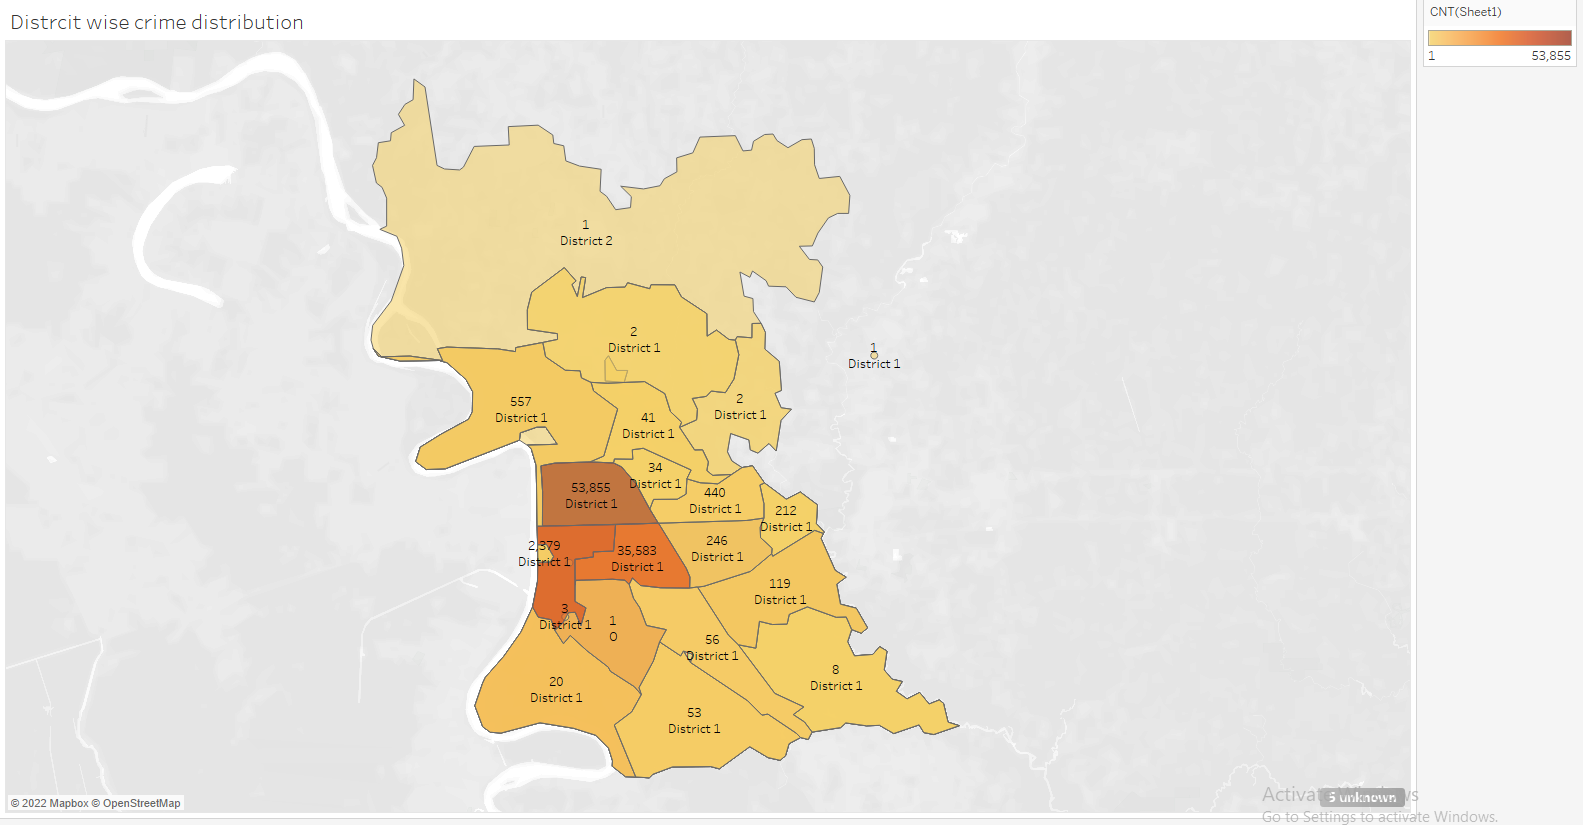 Distrcit wise crime distribution
CNT(Sheet1)
1
53,855
1
District 2
2
District 1
1
District 1
557
District 1
2
District 1
41
District 1
34
District 1
53,855
District 1
440
District 1
212
District 1
2,379
District 1
35,583
District 1
246
District 1
119
District 1
3
District 1
1
0
56
District 1
8
District 1
20
District 1
53
District 1
© 2022 Mapbox © OpenStreetMap
5 unknown
Activate Windows
Go to Settings to activate Windows.